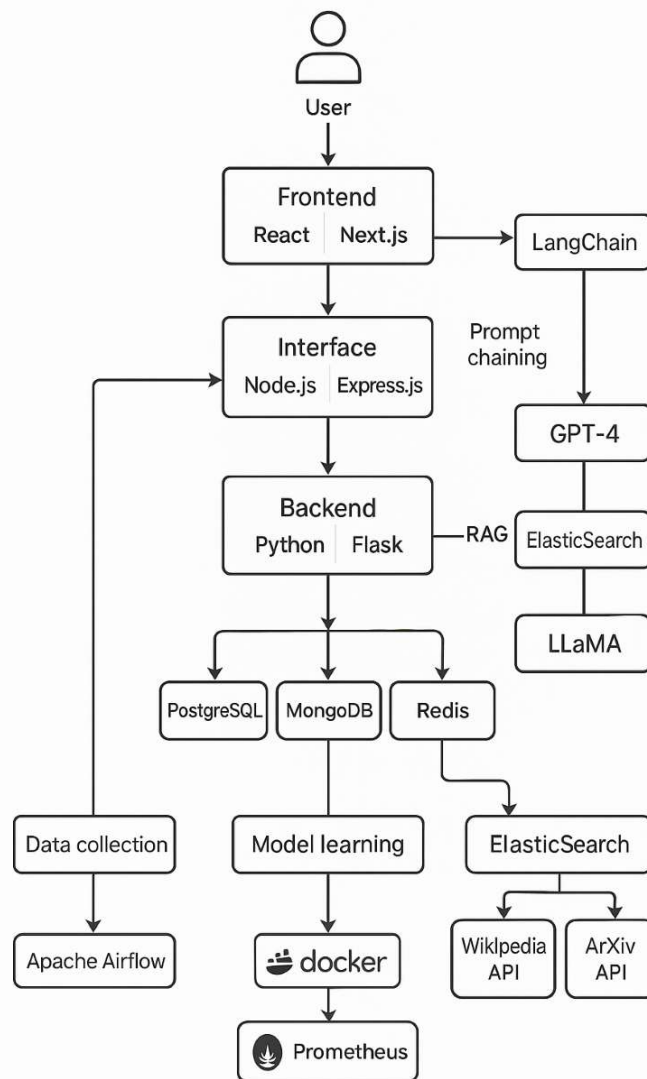 User
Frontend
React Next.js
LangChain
Interface
Node.js Express.js
Prompt
chaining
GPT-4
Backend
Python Flask
RAG
ElasticSearch
LLaMA
PostgreSQL
MongoDB
Redis
Data collection
Model learning
ElasticSearch
Apache Airflow
docker
Wiklpedia
API
ArXiv
API
Prometheus